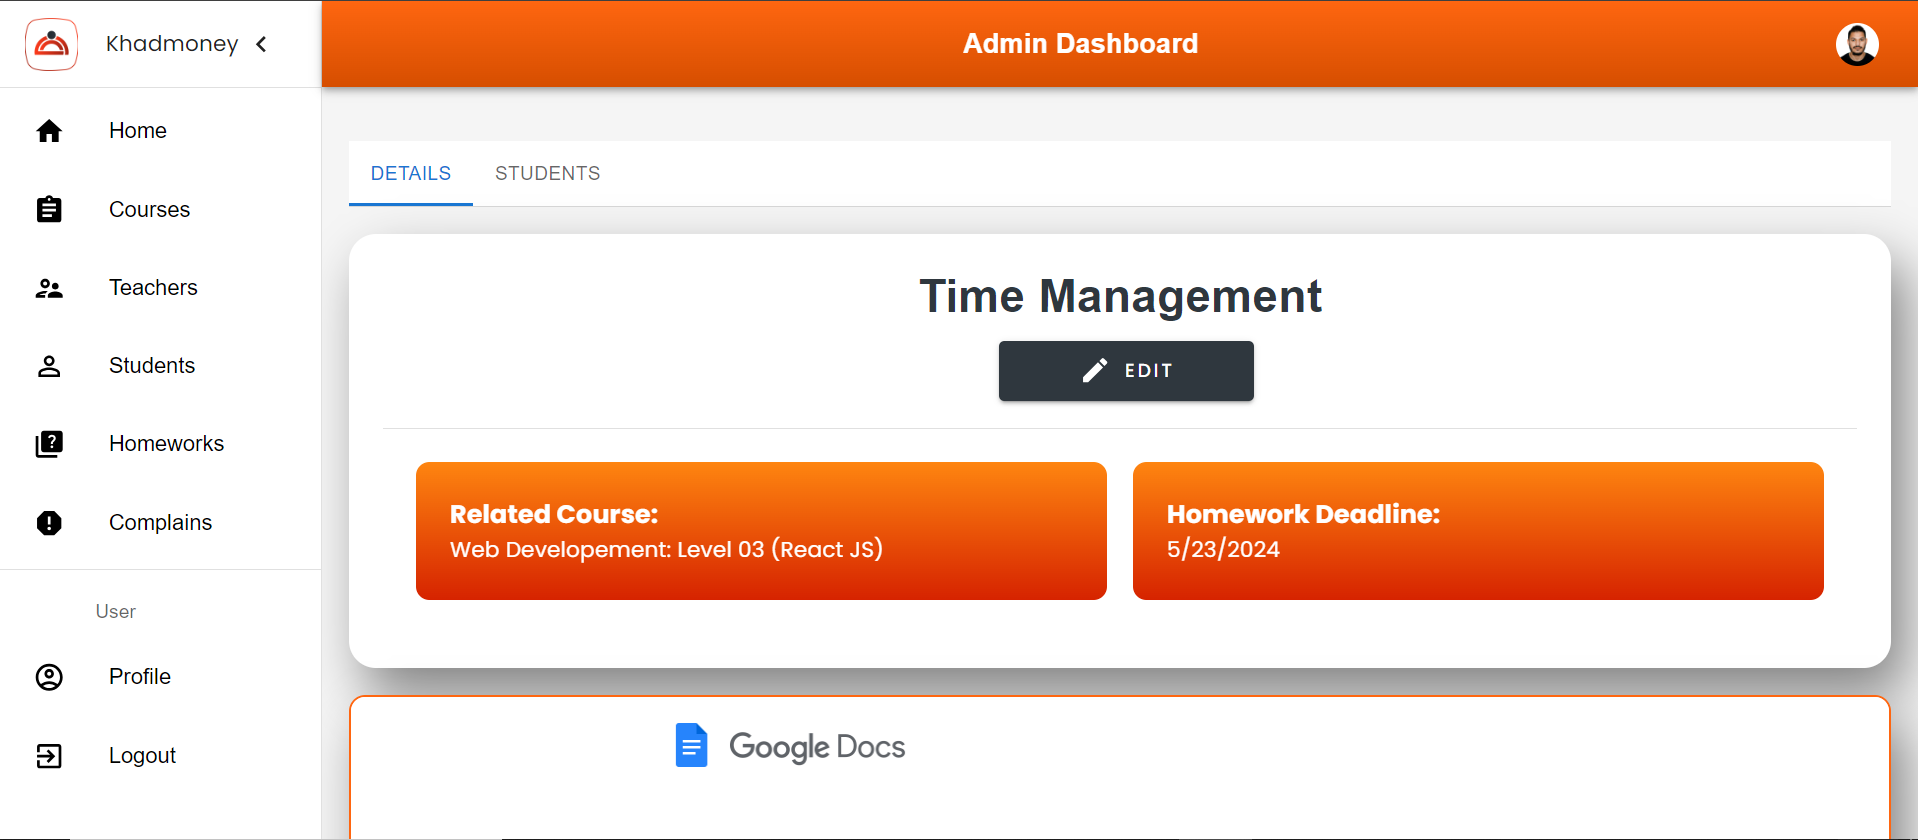 Khadmoney
Admin Dashboard
Home
Courses
Teachers
Students
Homeworks
Complains
User
Profile
Logout
DETAILS
STUDENTS
Time Management
EDIT
Related Course:
Web Developement: Level 03 (React JS)
Homework Deadline:
5/23/2024
Google Docs